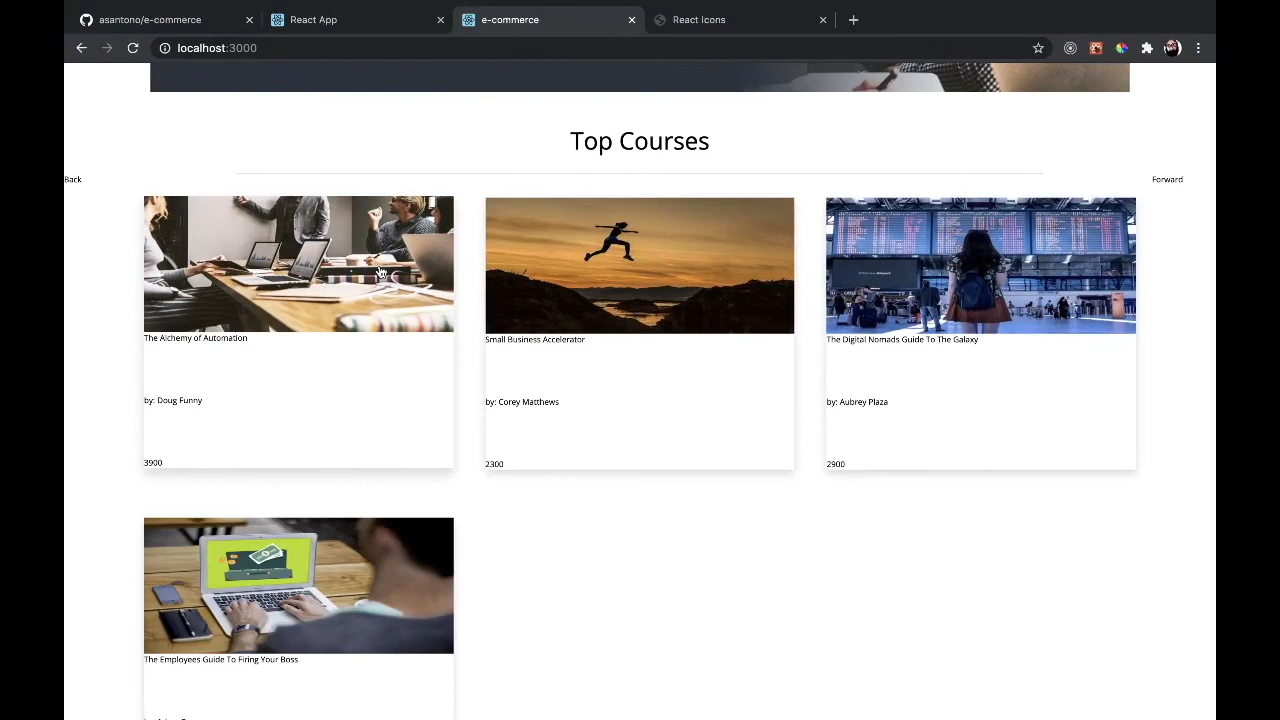 asantono/e-commerce
React App
e-commerce
React Icons
localhost:3000
Top Courses
Back
Forward
The Alchemy of Automation
by: Doug Funny
3900
Small Business Accelerator
by: Corey Matthews
2300
The Digital Nomads Guide To The Galaxy
by: Aubrey Plaza
2900
The Employees Guide To Firing Your Boss